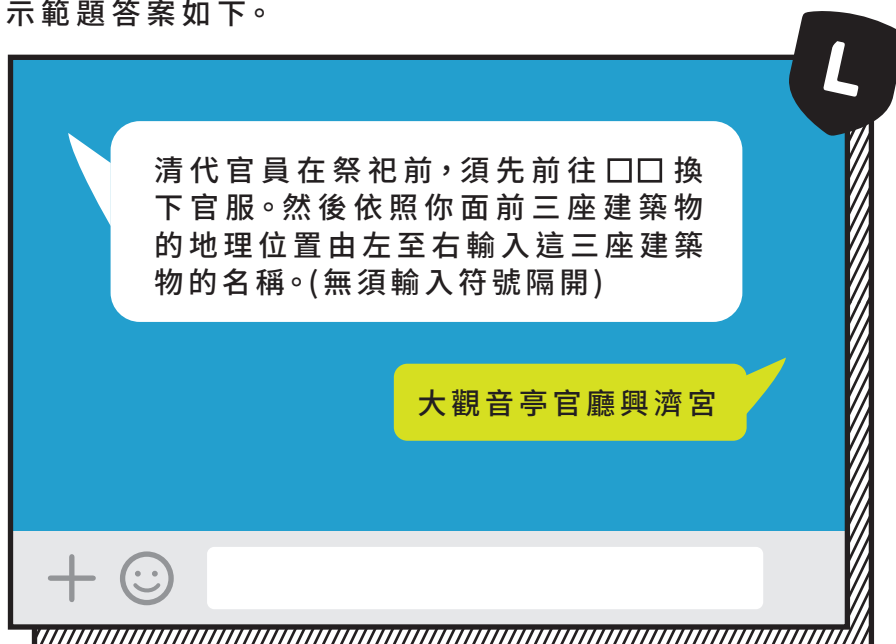 示範題答案如下。
L
清代官員在祭祀前,須先前往□□換
下官服。然後依照你面前三座建築物
的地理位置由左至右輸入這三座建築
物的名稱。(無須輸入符號隔開)
大觀音亭官廳興濟宮